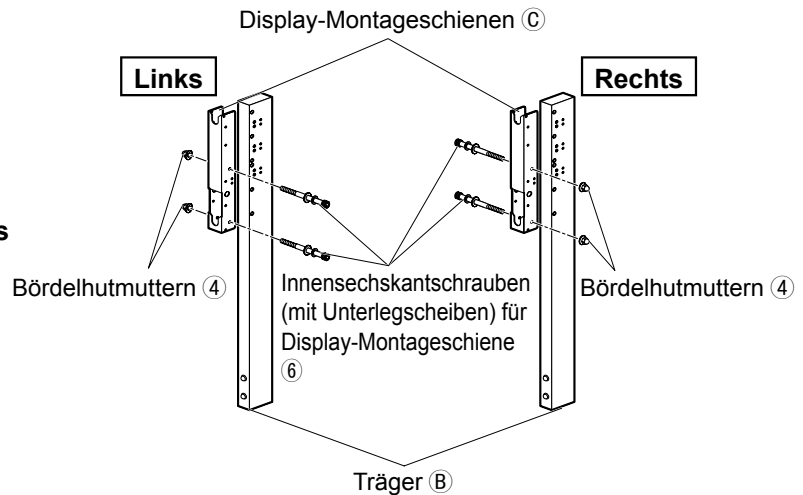 Display-Montageschienen Ⓒ
Links
Rechts
s
Bördelhutmuttern ④
Innensechskantschrauben
(mit Unterlegscheiben) für
Display-Montageschiene
⑥
Bördelhutmuttern ④
Träger Ⓑ